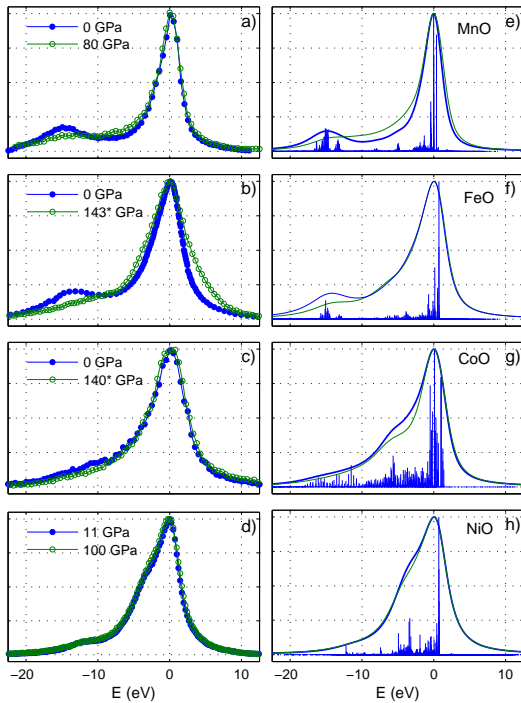 a)
0 GPa
80 GPa
e)
MnO
b)
0 GPa
143* GPa
f)
FeO
c)
0 GPa
140* GPa
g)
CoO
d)
11 GPa
100 GPa
h)
NiO
−20 −10 0 10
−20 −10 0 10
E (eV)
E (eV)